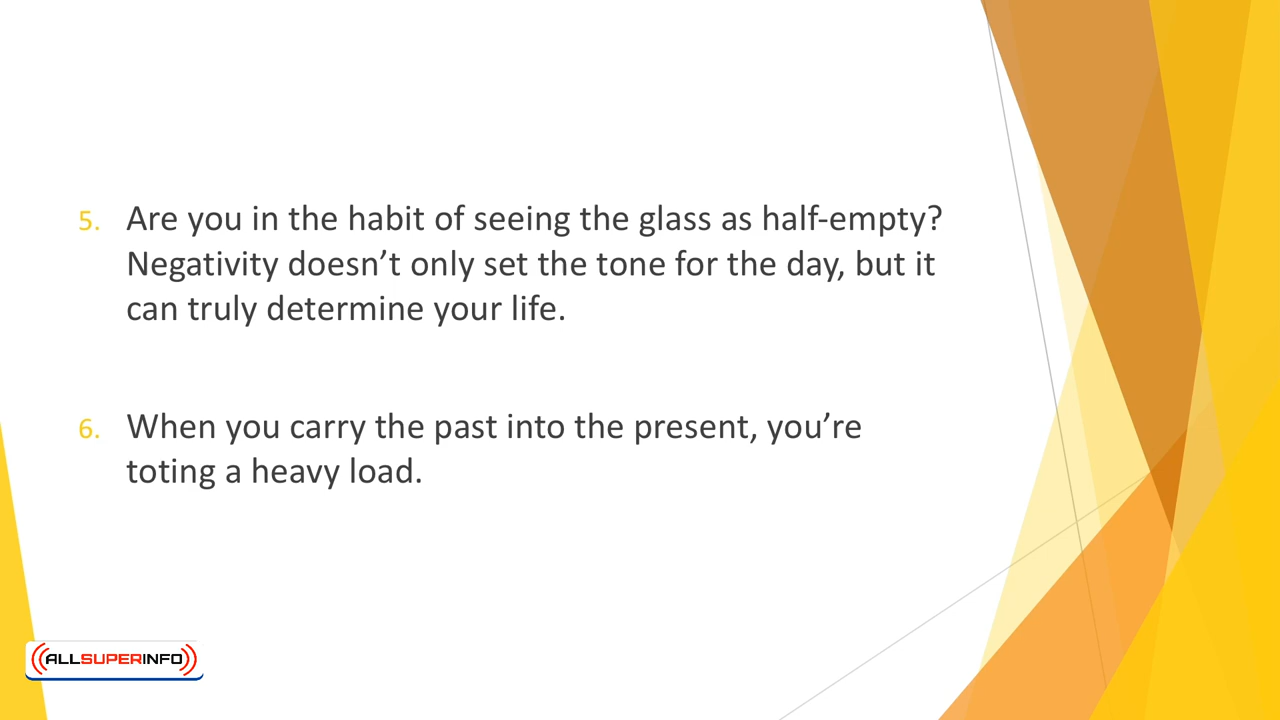 5. Are you in the habit of seeing the glass as half-empty?
Negativity doesn’t only set the tone for the day, but it
can truly determine your life.
6. When you carry the past into the present, you’re
toting a heavy load.
ALLSUPERINFO